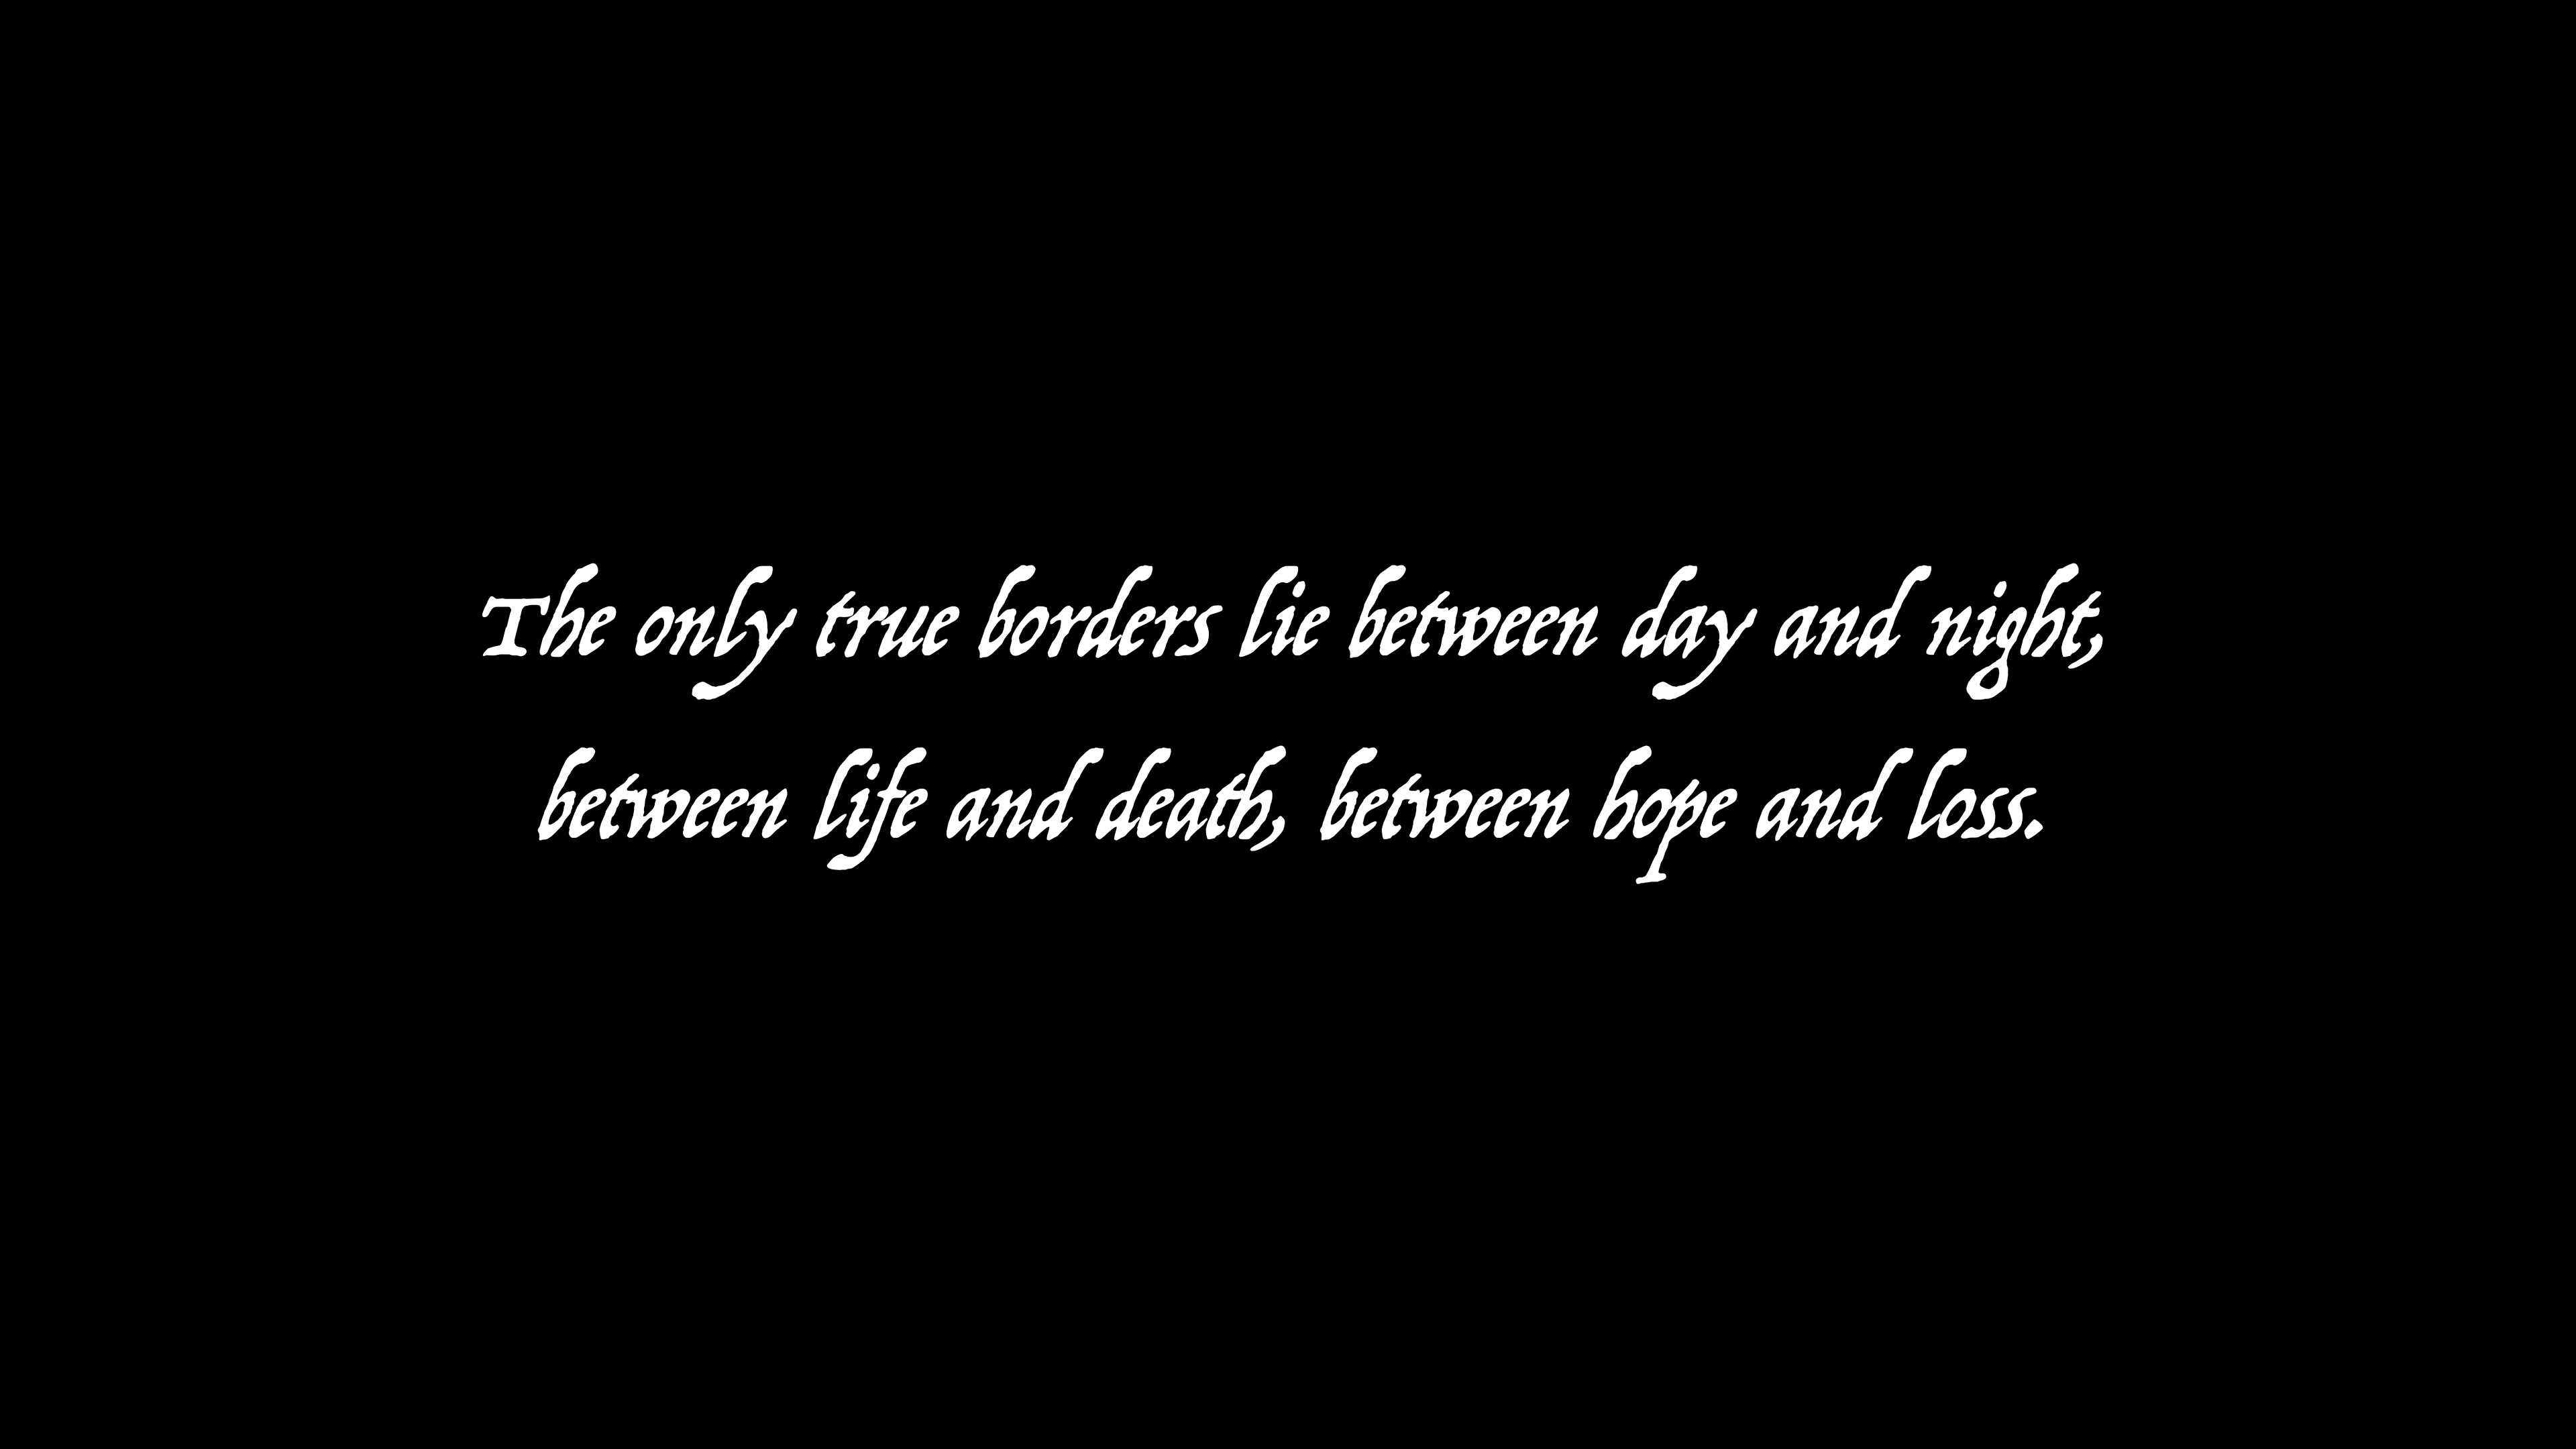 The only true borders lie between day and night,
between life and death, between hope and loss.